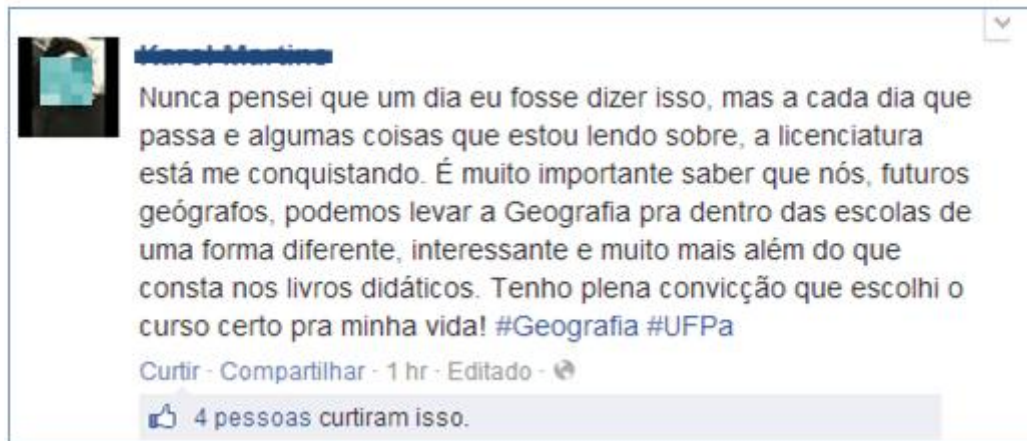 Nunca pensei que um dia eu fosse dizer isso, mas a cada dia que
passa e algumas coisas que estou lendo sobre, a licenciatura
está me conquistando. É muito importante saber que nós, futuros
geógrafos, podemos levar a Geografia pra dentro das escolas de
uma forma diferente, interessante e muito mais além do que
consta nos livros didáticos. Tenho plena convicção que escolhi o
curso certo pra minha vida! #Geografia #UFPa
Curtir · Compartilhar · 1 hr · Editado ·
4 pessoas curtiram isso.